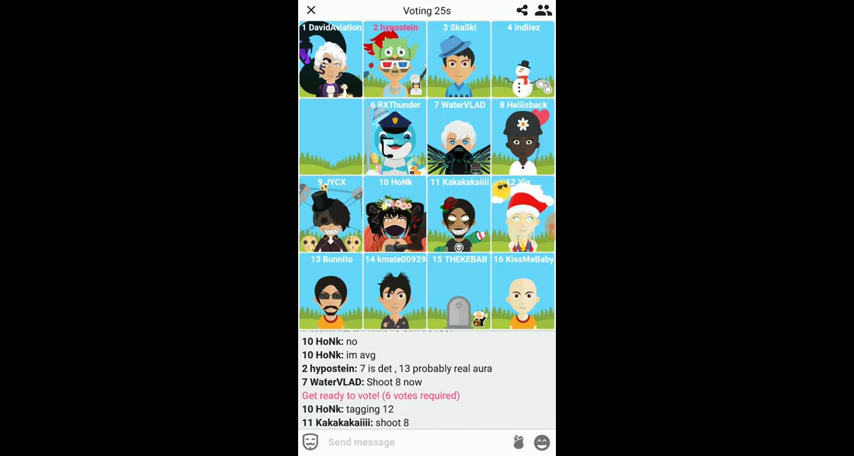 Voting 25s
1 DavidAviation
2 hypostein
3 SkaSki
4 indiiez
6 RXThunder
7 WaterVLAD
8 Heliisback
9 JYCX
10 HoNk
11 Kakakakaiiii
12 Xig
13 Bunnito
14 kmate00929
15 THEKEBAB
16 KissMeBaby
10 HoNk: no
10 HoNk: im avg
2 hypostein: 7 is det , 13 probably real aura
7 WaterVLAD: Shoot 8 now
Get ready to vote! (6 votes required)
10 HoNk: tagging 12
11 Kakakakaiiii: shoot 8
Send message